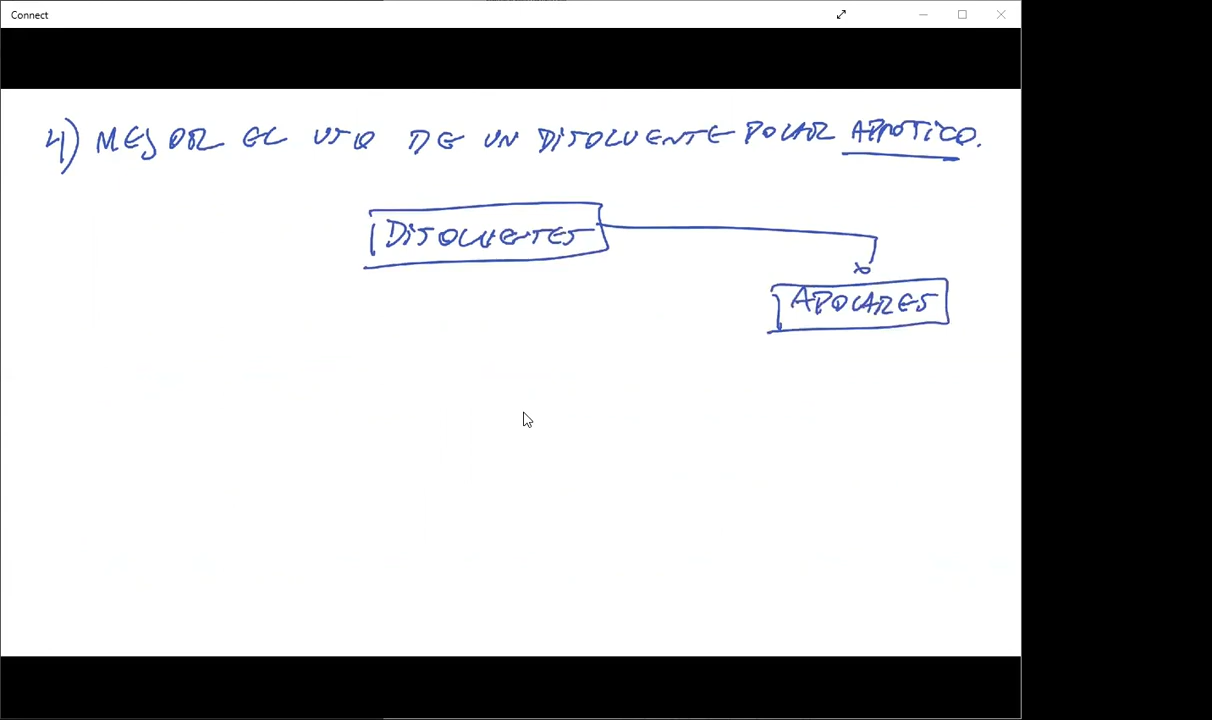 Connect
4) MEJOR EL USO DE UN DISOLVENTE POLAR APROTICO.
DISOLVENTES
APOLARES